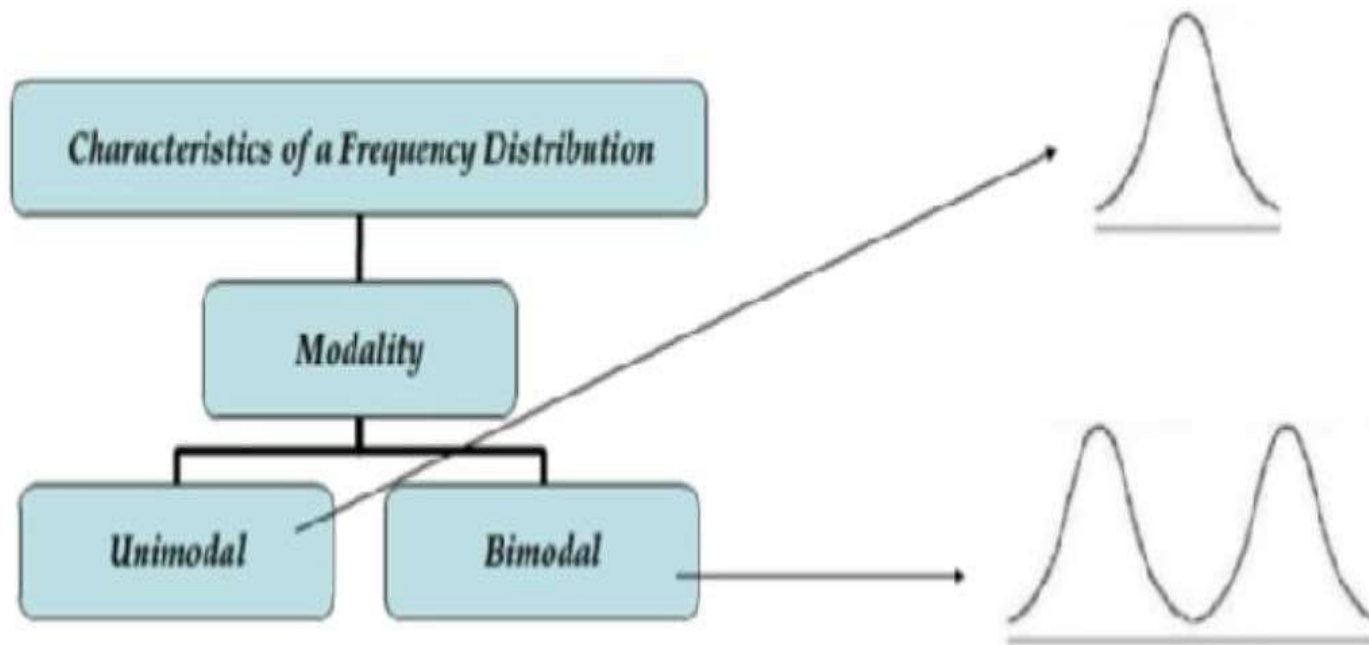 Characteristics of a Frequency Distribution
Modality
Unimodal
Bimodal